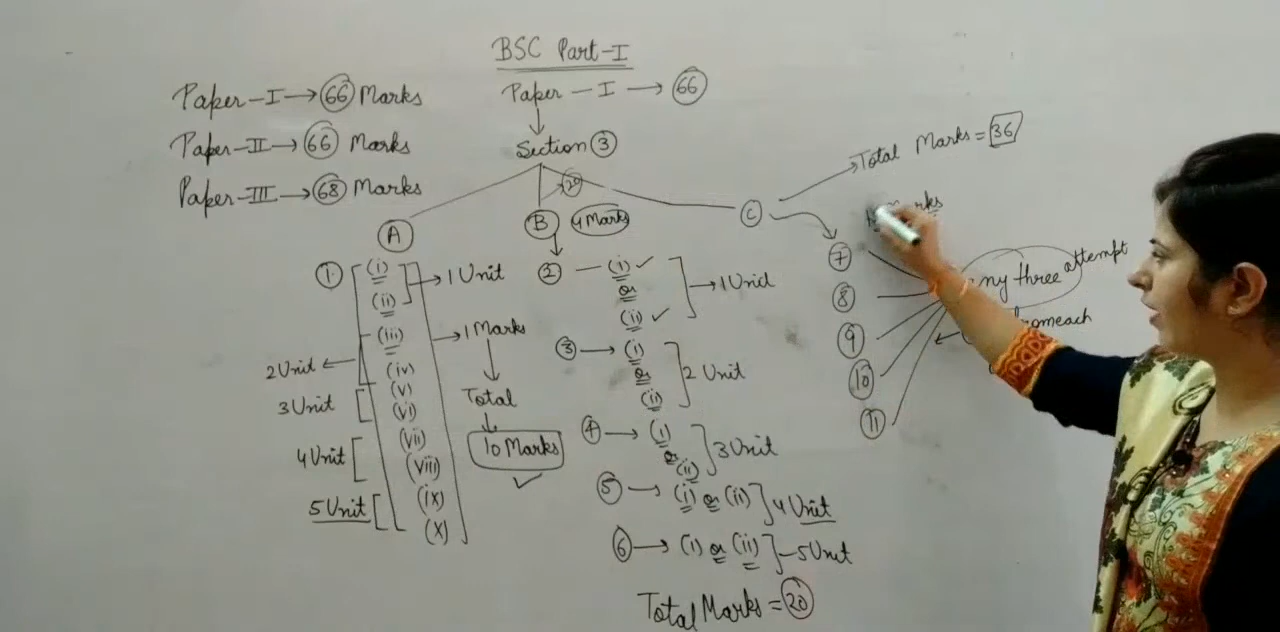 BSC Part-I
Paper-I → 66 Marks
Paper-II → 66 Marks
Paper-III → 68 Marks
Paper-I → 66
Section 3
20
A
1
(i)
(ii)
(iii)
(iv)
(v)
(vi)
(vii)
(viii)
(ix)
(x)
1 Unit
2 Unit
3 Unit
4 Unit
5 Unit
1 Marks
Total
10 Marks
B 4 Marks
2 — (i) ✓
or
(ii) ✓
1 Unit
3 → (i)
or
(ii)
2 Unit
4 → (i)
or
(ii)
3 Unit
5 → (i) or (ii) 4 Unit
6 → (i) or (ii) 5 Unit
Total Marks = 20
C
Total Marks = 36
7
8
9
10
11
three attempt